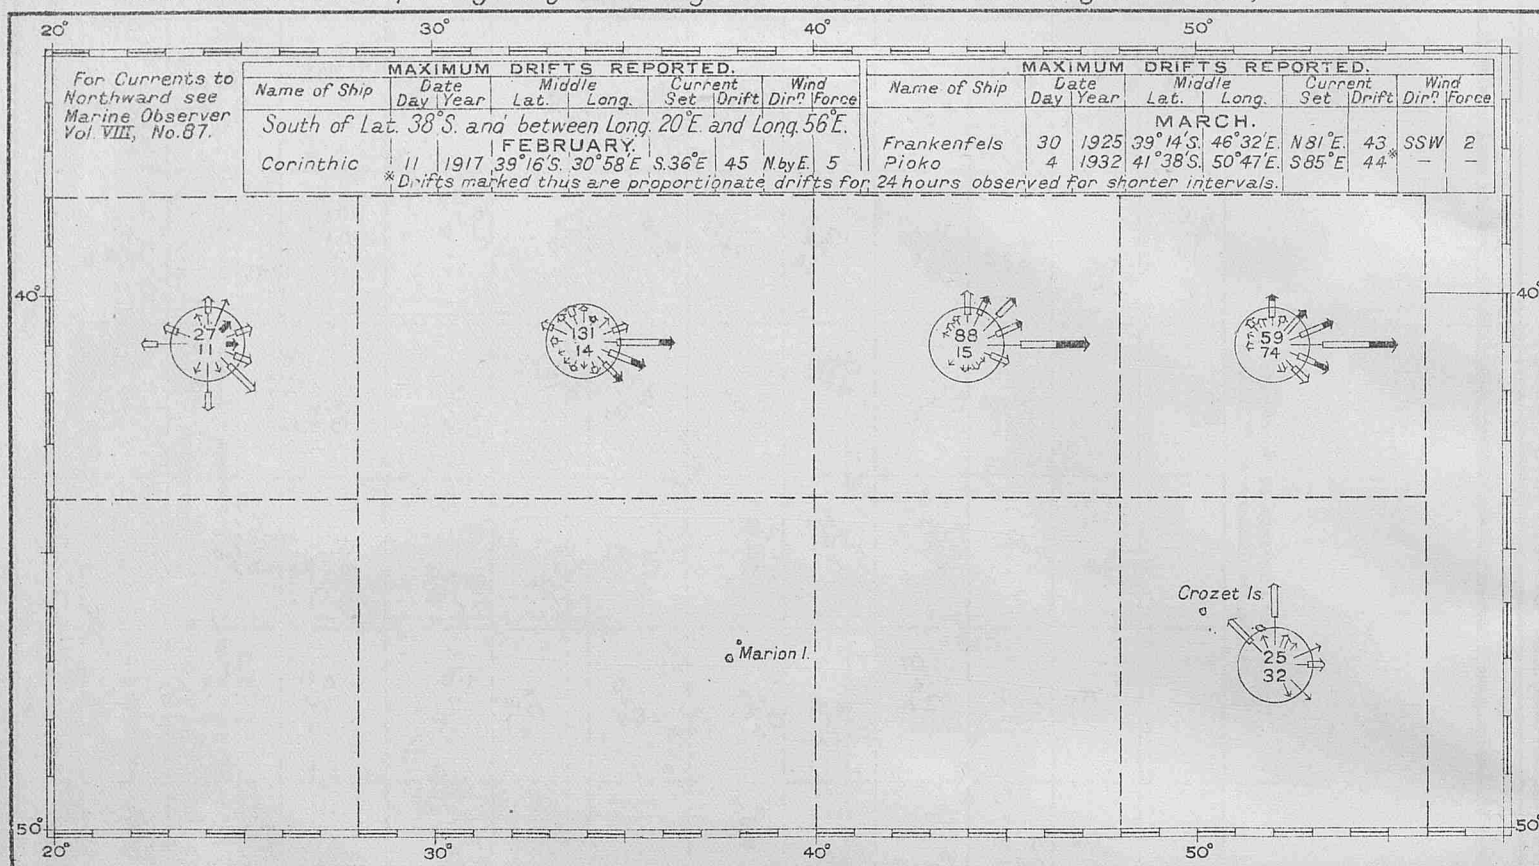 20° 30° 40° 50°
For Currents to
Northward see
Marine Observer
Vol. VIII, No.87.
MAXIMUM DRIFTS REPORTED.
Name of Ship Date Middle Current Wind
Day Year Lat. Long. Set Drift Dirⁿ Force
South of Lat. 38°S. and between Long. 20°E. and Long. 56°E.
FEBRUARY.
Corinthic 11 1917 39°16'S. 30°58'E S.36°E 45 N.by E. 5
MAXIMUM DRIFTS REPORTED.
Name of Ship Date Middle Current Wind
Day Year Lat. Long. Set Drift Dirⁿ Force
MARCH.
Frankenfels 30 1925 39°14'S. 46°32'E. N81°E. 43 SSW 2
Pioko 4 1932 41°38'S. 50°47'E. S85°E 44* – –
*Drifts marked thus are proportionate drifts for 24 hours observed for shorter intervals.
40° 40°
27
11
131
14
88
15
59
74
Crozet Is
Marion I.
25
32
50° 50°
20° 30° 40° 50°